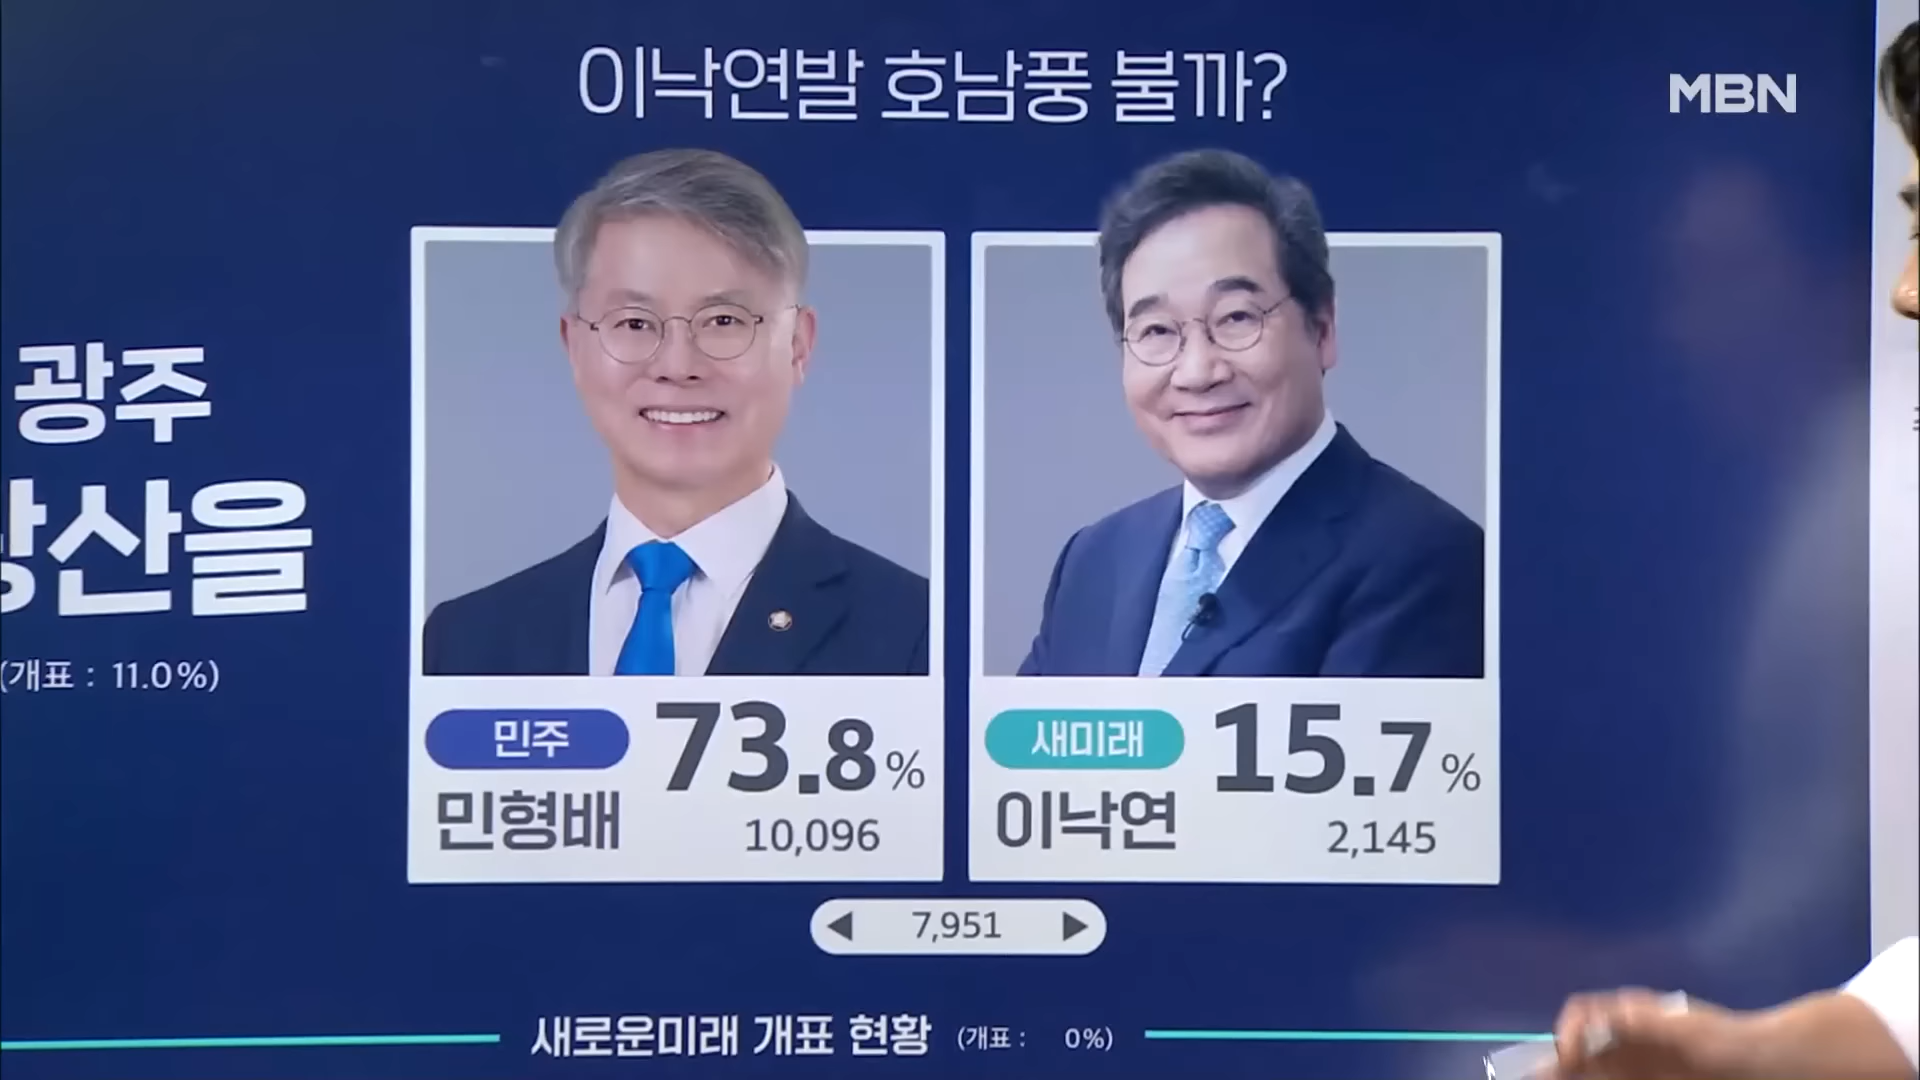 이낙연발 호남풍 불까?
MBN
광주
광산을
(개표 : 11.0%)
민주 73.8%
민형배 10,096
새미래 15.7%
이낙연 2,145
◀ 7,951 ▶
새로운미래 개표 현황 (개표 : 0%)